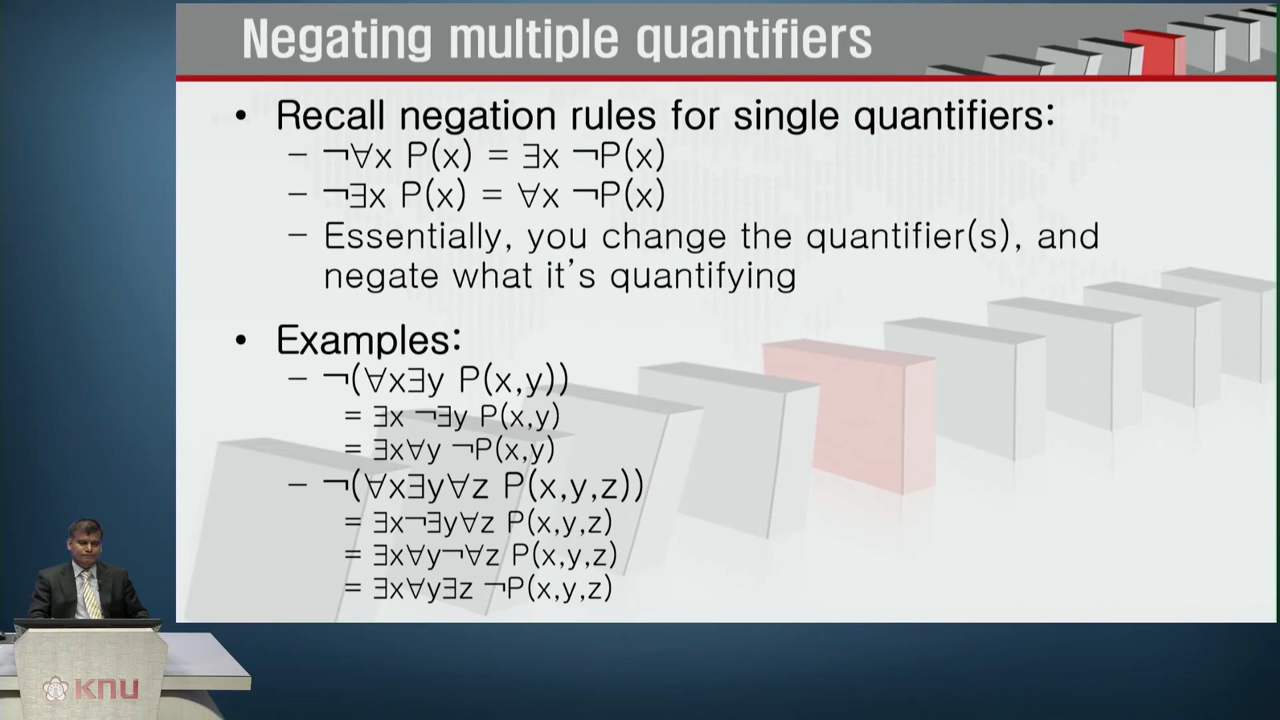 Negating multiple quantifiers
• Recall negation rules for single quantifiers:
– ¬∀x P(x) = ∃x ¬P(x)
– ¬∃x P(x) = ∀x ¬P(x)
– Essentially, you change the quantifier(s), and
negate what it's quantifying
• Examples:
– ¬(∀x∃y P(x,y))
= ∃x ¬∃y P(x,y)
= ∃x∀y ¬P(x,y)
– ¬(∀x∃y∀z P(x,y,z))
= ∃x¬∃y∀z P(x,y,z)
= ∃x∀y¬∀z P(x,y,z)
= ∃x∀y∃z ¬P(x,y,z)
KNU